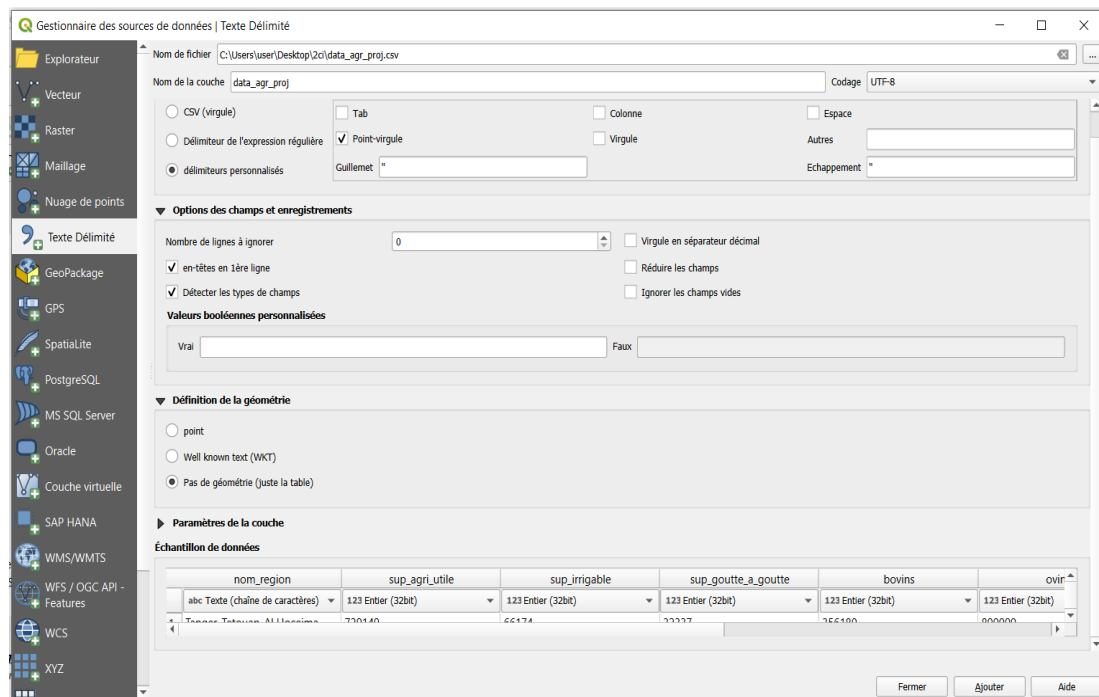 Gestionnaire des sources de données | Texte Délimité
Explorateur
Vecteur
Raster
Maillage
Nuage de points
Texte Délimité
GeoPackage
GPS
SpatiaLite
PostgreSQL
MS SQL Server
Oracle
Couche virtuelle
SAP HANA
WMS/WMTS
WFS / OGC API -
Features
WCS
XYZ
Nom de fichier C:\Users\user\Desktop\2ci\data_agr_proj.csv ...
Nom de la couche data_agr_proj Codage UTF-8
CSV (virgule) Tab Colonne Espace
Délimiteur de l'expression régulière Point-virgule Virgule Autres
délimiteurs personnalisés Guillemet " Echappement "
Options des champs et enregistrements
Nombre de lignes à ignorer 0 Virgule en séparateur décimal
en-têtes en 1ère ligne Réduire les champs
Détecter les types de champs Ignorer les champs vides
Valeurs booléennes personnalisées
Vrai Faux
Définition de la géométrie
point
Well known text (WKT)
Pas de géométrie (juste la table)
Paramètres de la couche
Échantillon de données
nom_region sup_agri_utile sup_irrigable sup_goutte_a_goutte bovins
abc Texte (chaîne de caractères) 123 Entier (32bit) 123 Entier (32bit) 123 Entier (32bit) 123 Entier (32bit) 123 Entier (32bit)
Fermer Ajouter Aide